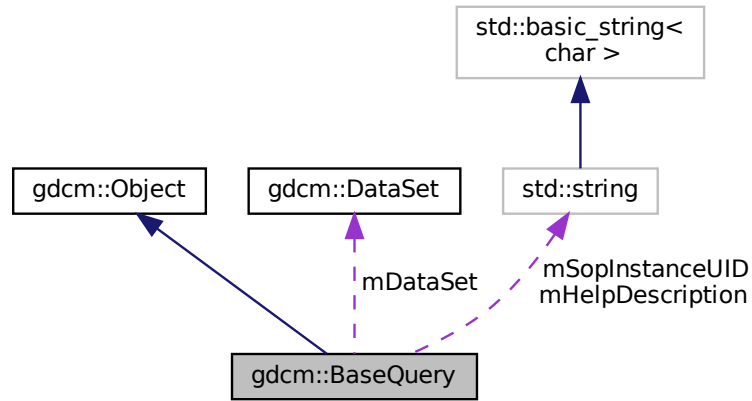 std::basic_string<
char >
gdcm::Object
gdcm::DataSet
std::string
mDataSet
mSopInstanceUID
mHelpDescription
gdcm::BaseQuery